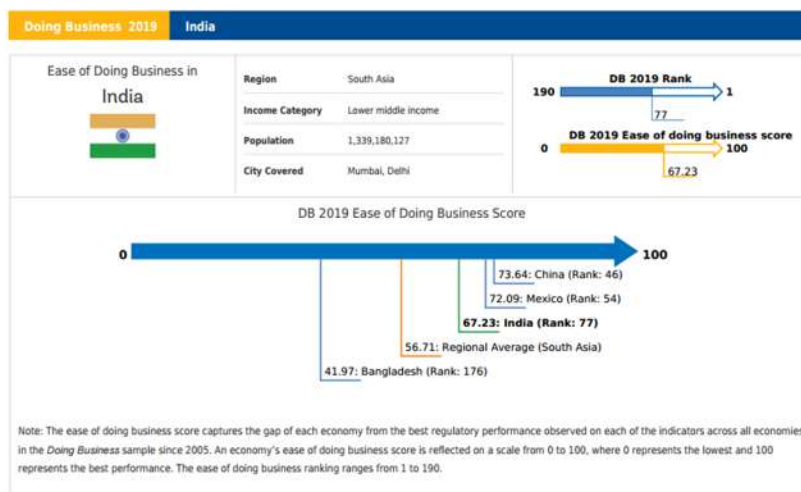 Doing Business 2019 India
Ease of Doing Business in
India
Region South Asia
Income Category Lower middle income
Population 1,339,180,127
City Covered Mumbai, Delhi
DB 2019 Rank
190 1
77
DB 2019 Ease of doing business score
0 100
67.23
DB 2019 Ease of Doing Business Score
0 100
73.64: China (Rank: 46)
72.09: Mexico (Rank: 54)
67.23: India (Rank: 77)
56.71: Regional Average (South Asia)
41.97: Bangladesh (Rank: 176)
Note: The ease of doing business score captures the gap of each economy from the best regulatory performance observed on each of the indicators across all economies
in the Doing Business sample since 2005. An economy's ease of doing business score is reflected on a scale from 0 to 100, where 0 represents the lowest and 100
represents the best performance. The ease of doing business ranking ranges from 1 to 190.